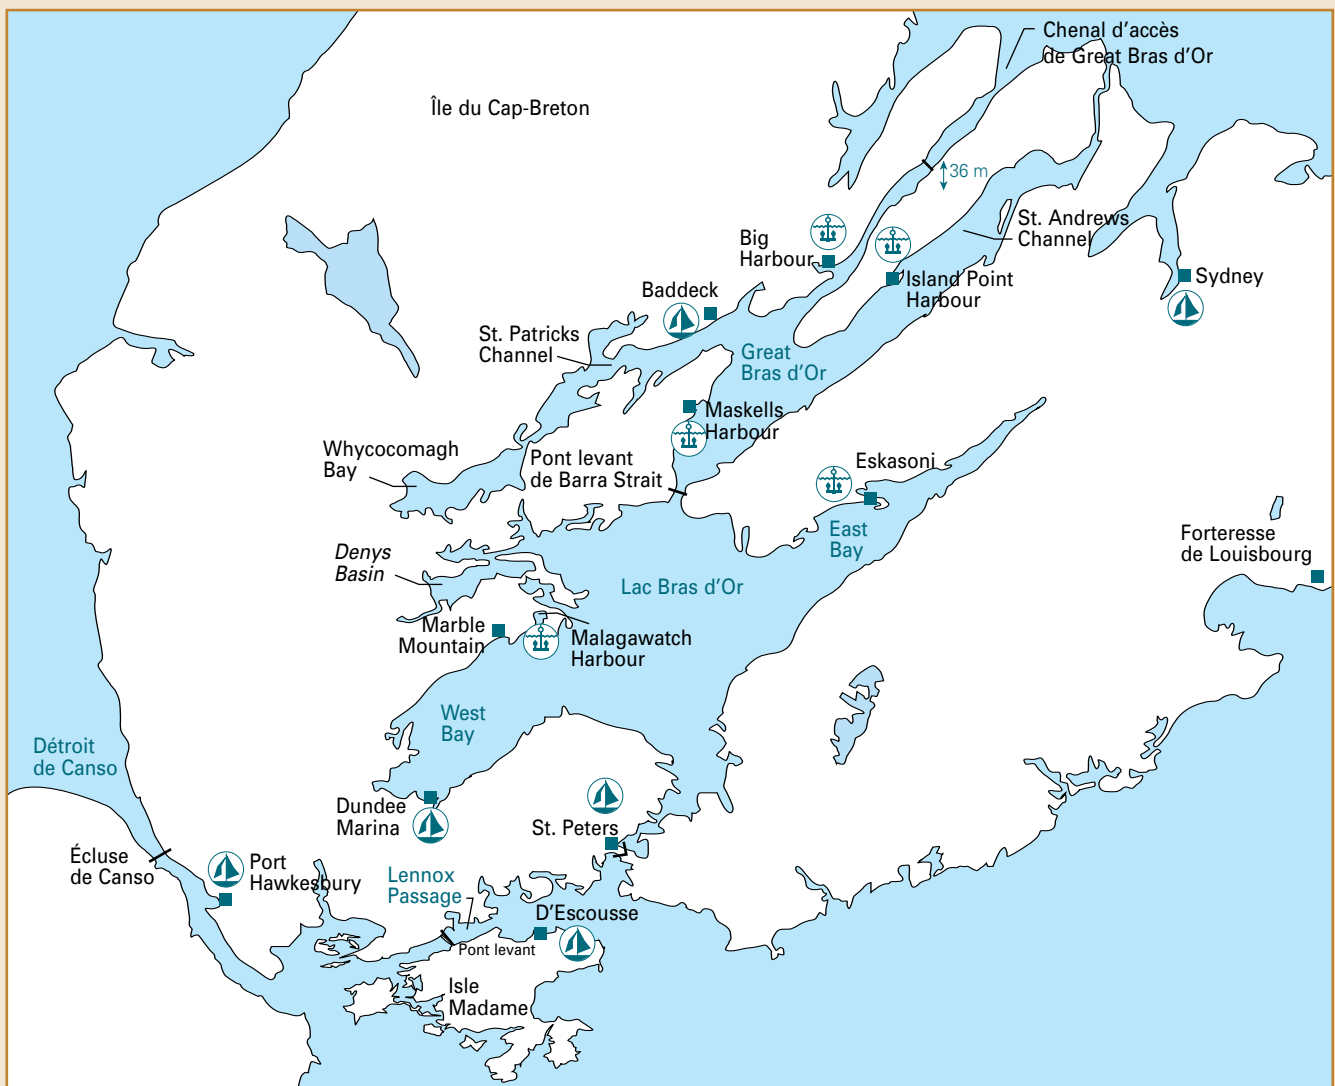 Chenal d'accès
de Great Bras d'Or
Île du Cap-Breton
36 m
St. Andrews
Channel
Big
Harbour
Island Point
Harbour
Sydney
Baddeck
St. Patricks
Channel
Great
Bras d'Or
Maskells
Harbour
Whycocomagh
Bay
Pont levant
de Barra Strait
Eskasoni
East
Bay
Forteresse
de Louisbourg
Denys
Basin
Lac Bras d'Or
Marble
Mountain
Malagawatch
Harbour
West
Bay
Détroit
de Canso
Dundee
Marina
St. Peters
Écluse
de Canso
Port
Hawkesbury
Lennox
Passage
D'Escousse
Pont levant
Isle
Madame